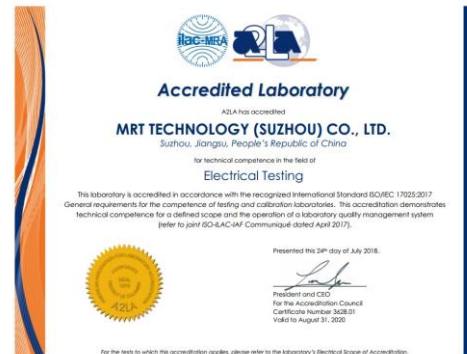 ilac-MRA
A2LA
Accredited Laboratory
A2LA has accredited
MRT TECHNOLOGY (SUZHOU) CO., LTD.
Suzhou, Jiangsu, People's Republic of China
for technical competence in the field of
Electrical Testing
This laboratory is accredited in accordance with the recognized International Standard ISO/IEC 17025:2017
General requirements for the competence of testing and calibration laboratories. This accreditation demonstrates
technical competence for a defined scope and the operation of a laboratory quality management system
(refer to joint ISO-ILAC-IAF Communiqué dated April 2017).
Presented this 24th day of July 2018.
President and CEO
For the Accreditation Council
Certificate Number 3628.01
Valid to August 31, 2020
A2LA
For the tests to which this accreditation applies, please refer to the laboratory's Electrical Scope of Accreditation.